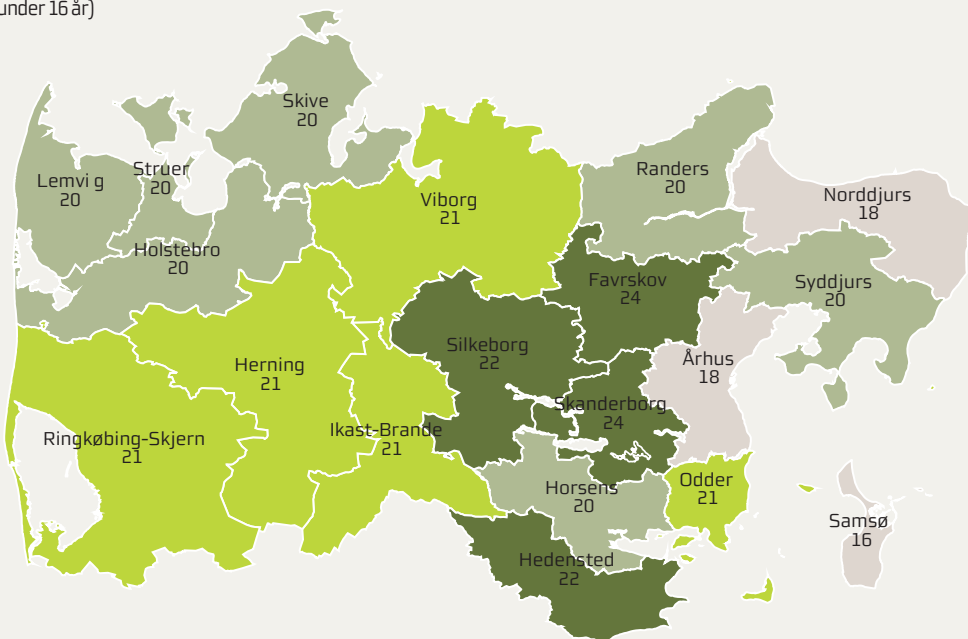 under 16 år)
Skive
20
Struer
20
Lemvi g
20
Viborg
21
Randers
20
Norddjurs
18
Holstebro
20
Favrskov
24
Syddjurs
20
Silkeborg
22
Århus
18
Herning
21
Skanderborg
24
Ringkøbing-Skjern
21
Ikast-Brande
21
Horsens
20
Odder
21
Samsø
16
Hedensted
22